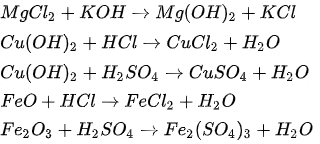 MgCl₂ + KOH → Mg(OH)₂ + KCl
Cu(OH)₂ + HCl → CuCl₂ + H₂O
Cu(OH)₂ + H₂SO₄ → CuSO₄ + H₂O
FeO + HCl → FeCl₂ + H₂O
Fe₂O₃ + H₂SO₄ → Fe₂(SO₄)₃ + H₂O